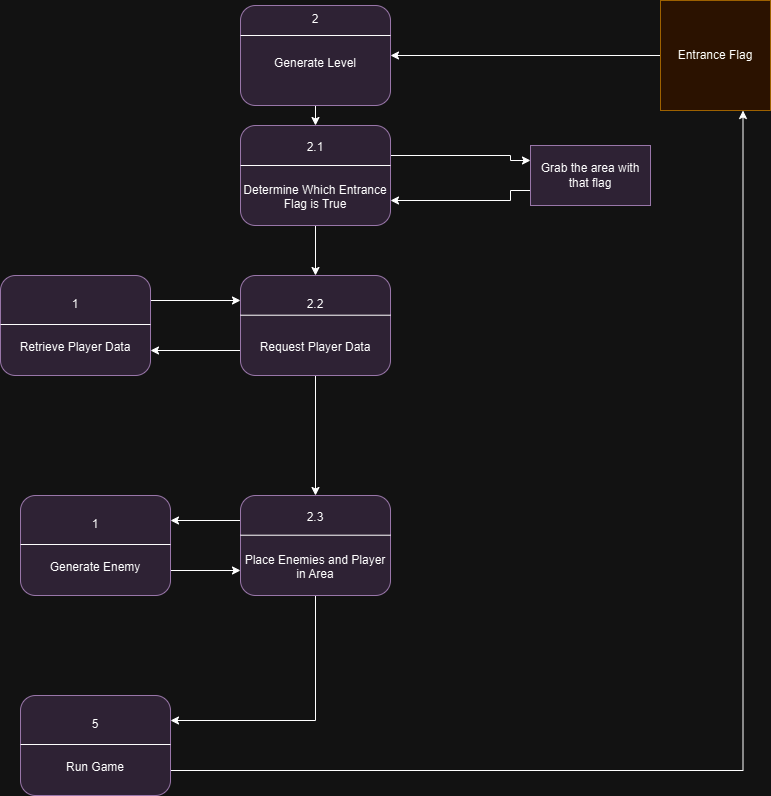 2
Generate Level
Entrance Flag
2.1
Determine Which Entrance
Flag is True
Grab the area with
that flag
1
Retrieve Player Data
2.2
Request Player Data
1
Generate Enemy
2.3
Place Enemies and Player
in Area
5
Run Game